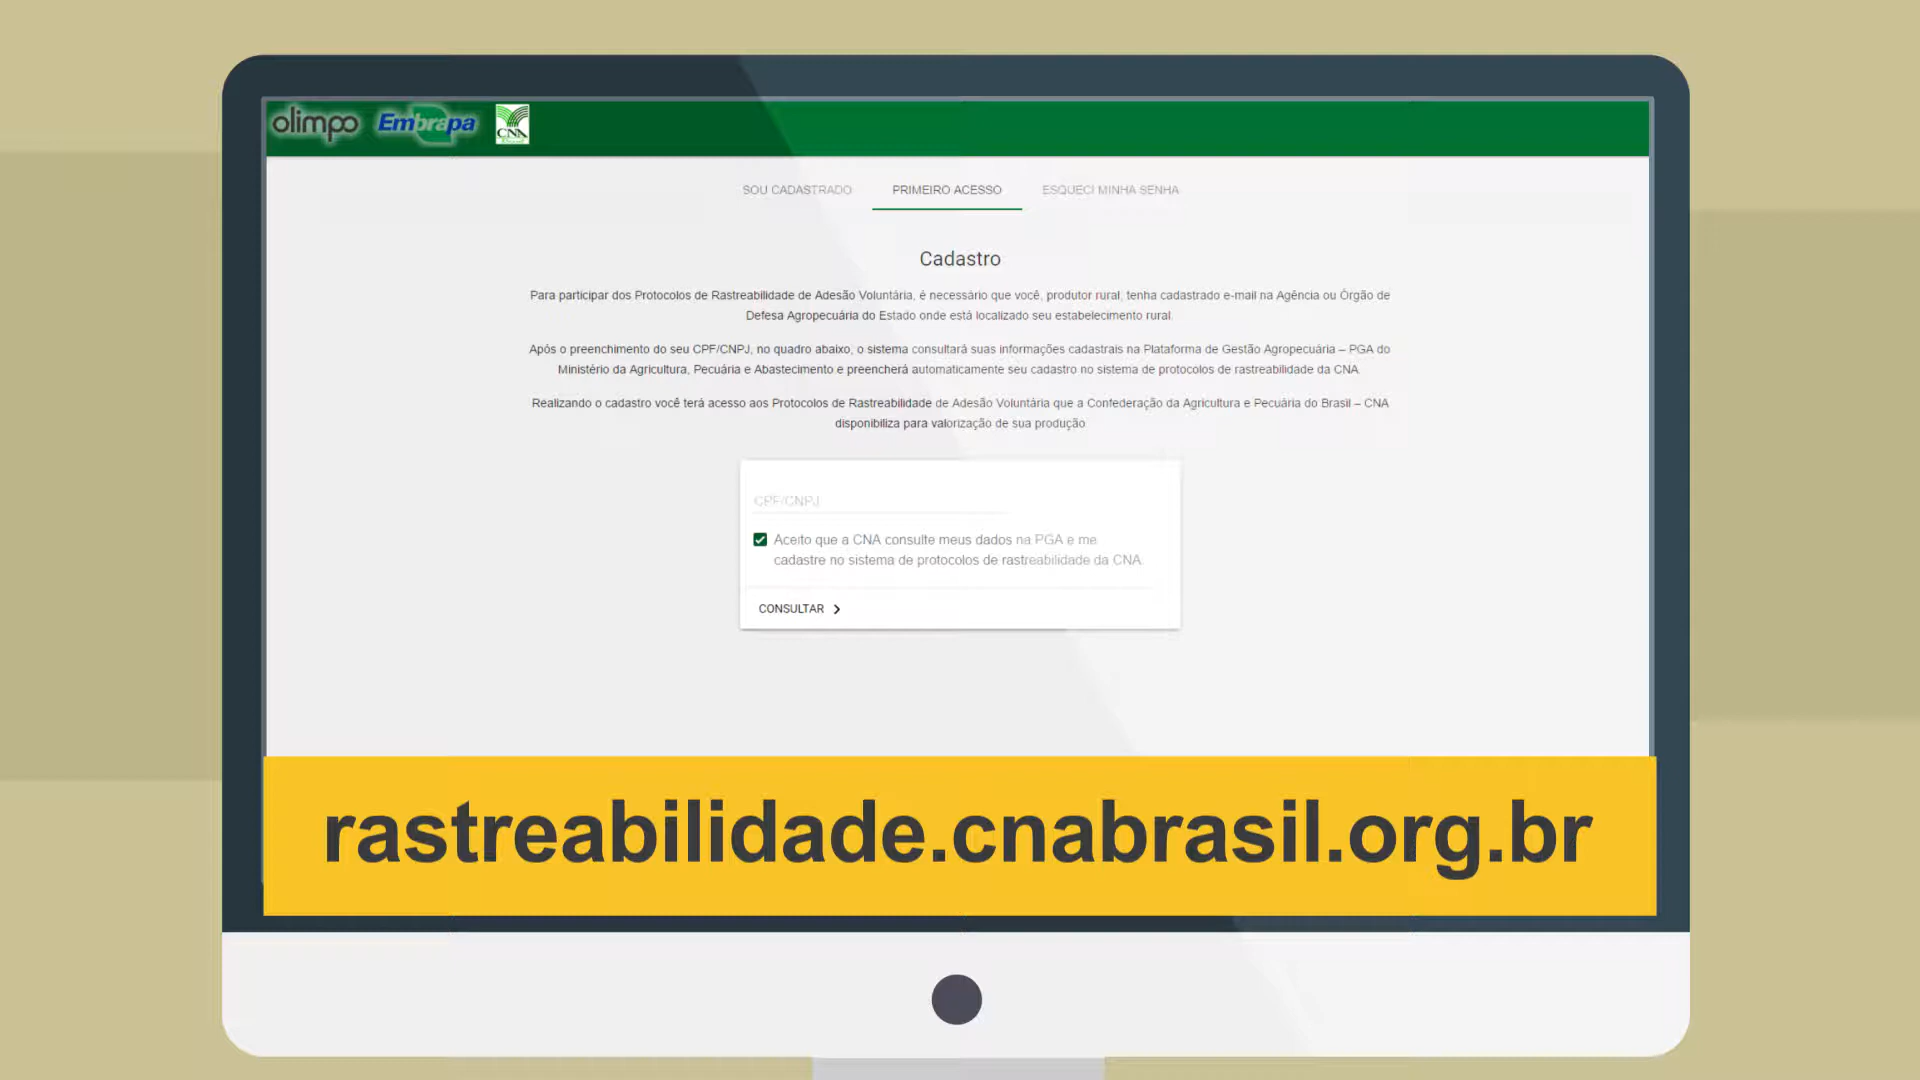 olimpo Embrapa CNA
SOU CADASTRADO PRIMEIRO ACESSO ESQUECI MINHA SENHA
Cadastro
Para participar dos Protocolos de Rastreabilidade de Adesão Voluntária, é necessário que você, produtor rural, tenha cadastrado e-mail na Agência ou Órgão de
Defesa Agropecuária do Estado onde está localizado seu estabelecimento rural.
Após o preenchimento do seu CPF/CNPJ, no quadro abaixo, o sistema consultará suas informações cadastrais na Plataforma de Gestão Agropecuária – PGA do
Ministério da Agricultura, Pecuária e Abastecimento e preencherá automaticamente seu cadastro no sistema de protocolos de rastreabilidade da CNA.
Realizando o cadastro você terá acesso aos Protocolos de Rastreabilidade de Adesão Voluntária que a Confederação da Agricultura e Pecuária do Brasil – CNA
disponibiliza para valorização de sua produção
CPF/CNPJ
Aceito que a CNA consulte meus dados na PGA e me
cadastre no sistema de protocolos de rastreabilidade da CNA.
CONSULTAR
rastreabilidade.cnabrasil.org.br